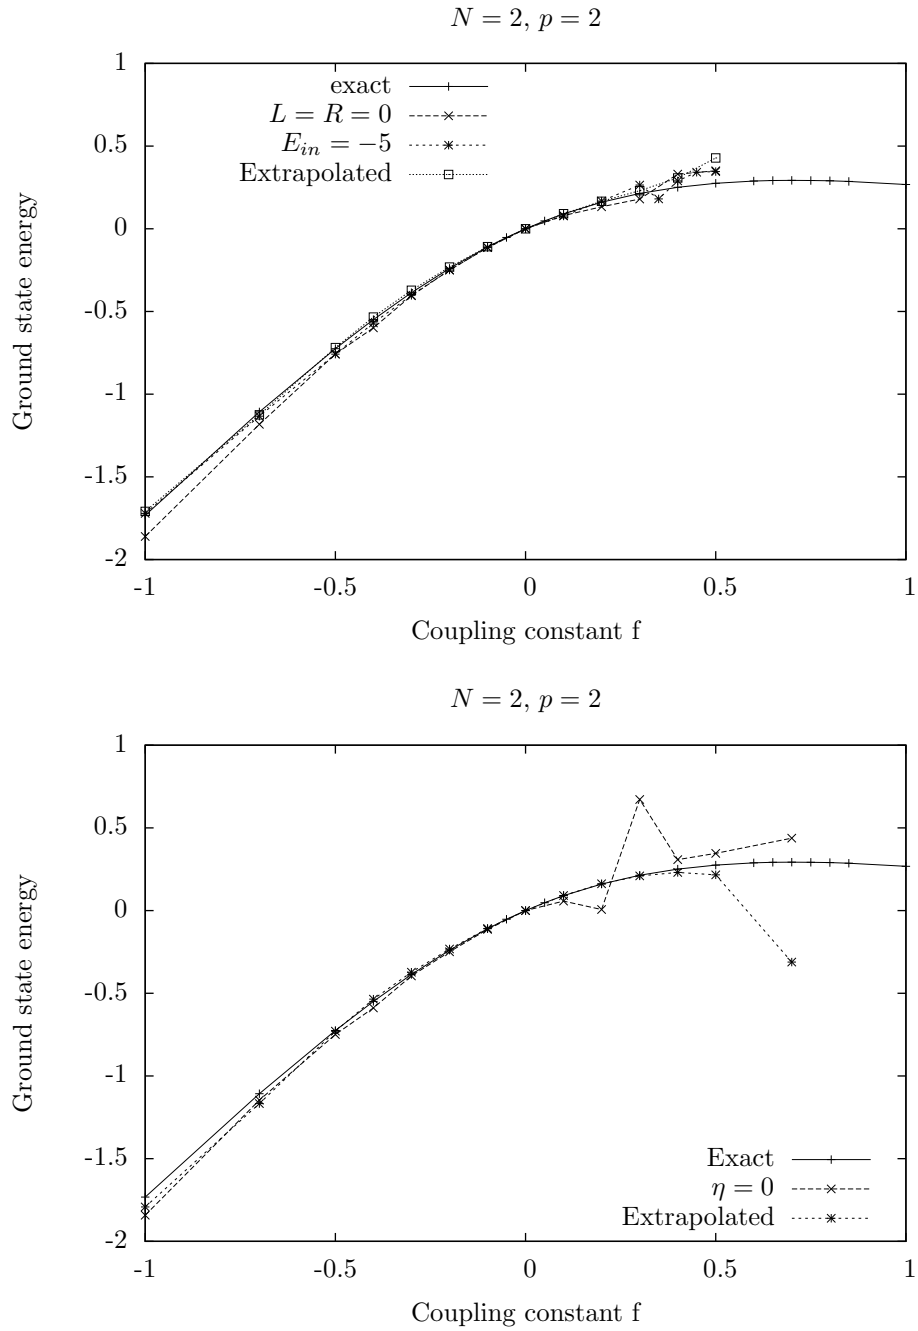 N = 2, p = 2
1
0.5
0
-0.5
-1
-1.5
-2
-1
-0.5
0
0.5
1
Ground state energy
Coupling constant f
exact
L = R = 0
E_in = −5
Extrapolated
N = 2, p = 2
1
0.5
0
-0.5
-1
-1.5
-2
-1
-0.5
0
0.5
1
Ground state energy
Coupling constant f
Exact
η = 0
Extrapolated